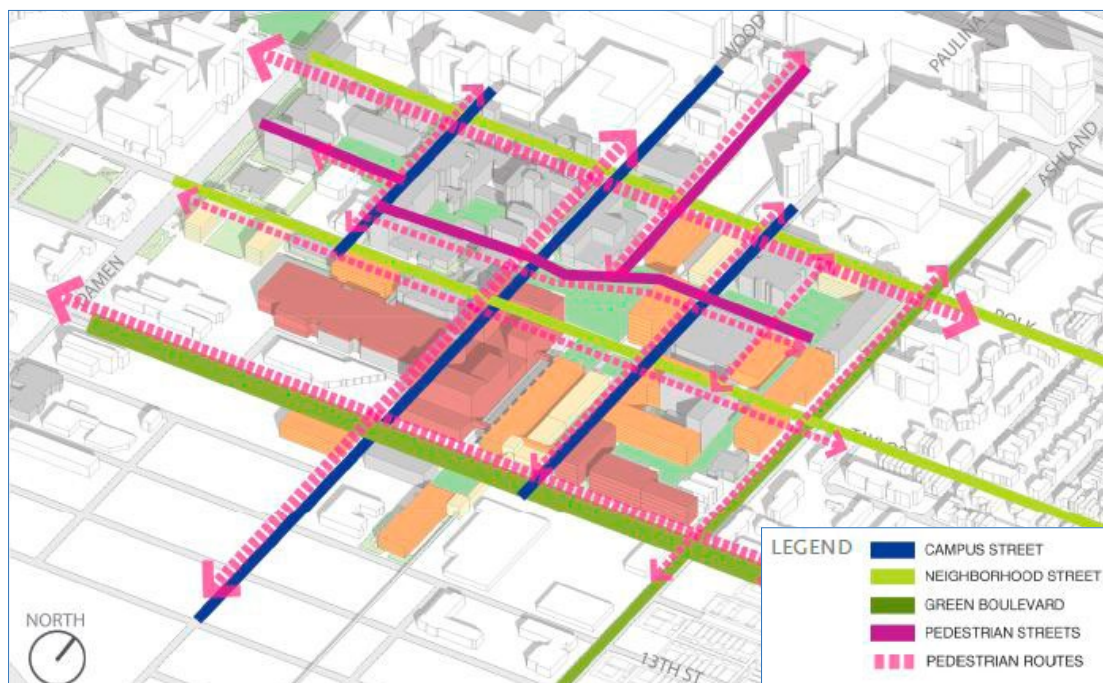 WOOD
PAULINA
ASHLAND
DAMEN
POLK
13TH ST
NORTH
LEGEND
CAMPUS STREET
NEIGHBORHOOD STREET
GREEN BOULEVARD
PEDESTRIAN STREETS
PEDESTRIAN ROUTES